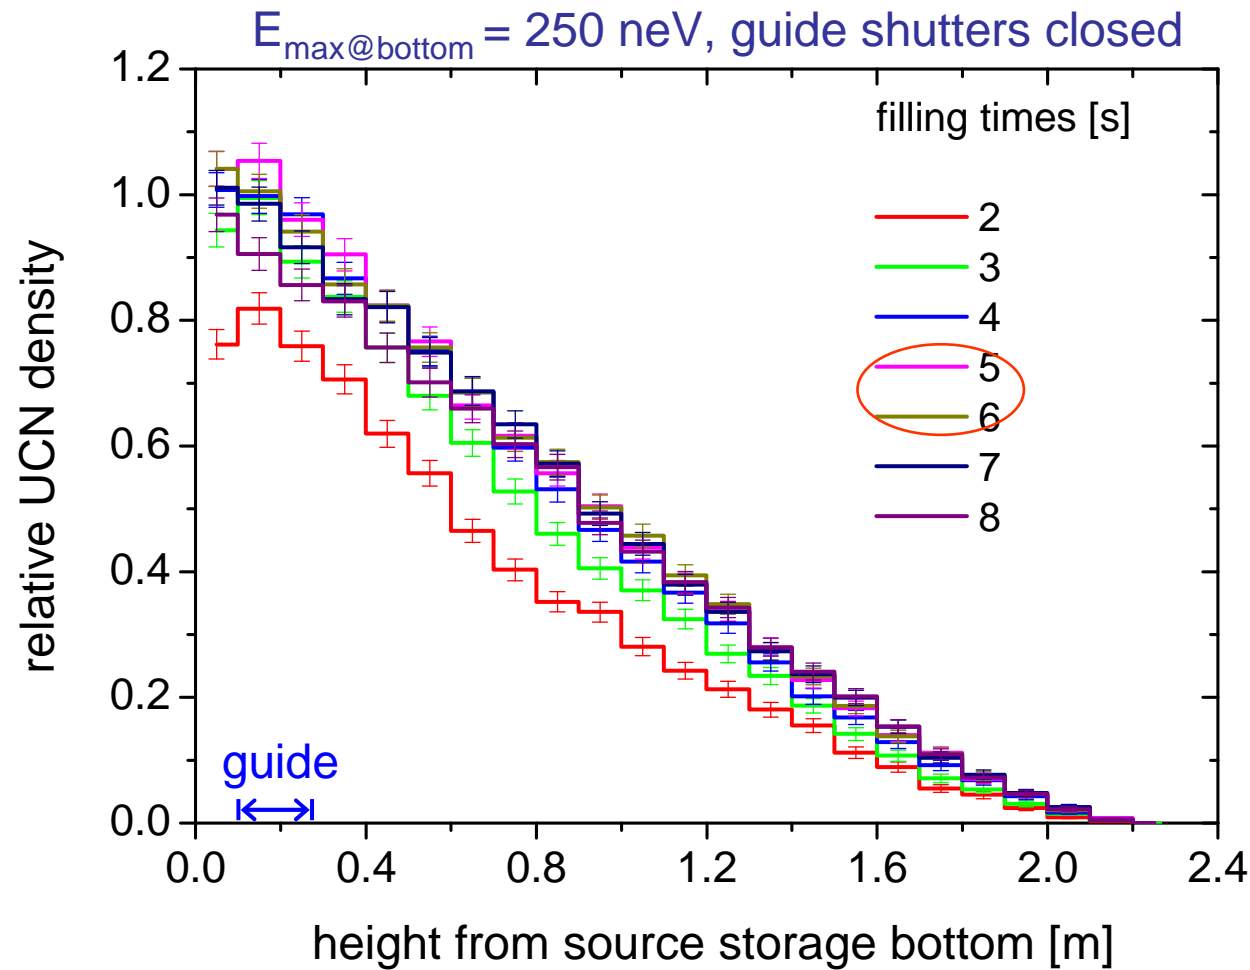 E_max@bottom = 250 neV, guide shutters closed
relative UCN density
1.2
1.0
0.8
0.6
0.4
0.2
0.0
filling times [s]
2
3
4
5
6
7
8
guide
0.0 0.4 0.8 1.2 1.6 2.0 2.4
height from source storage bottom [m]